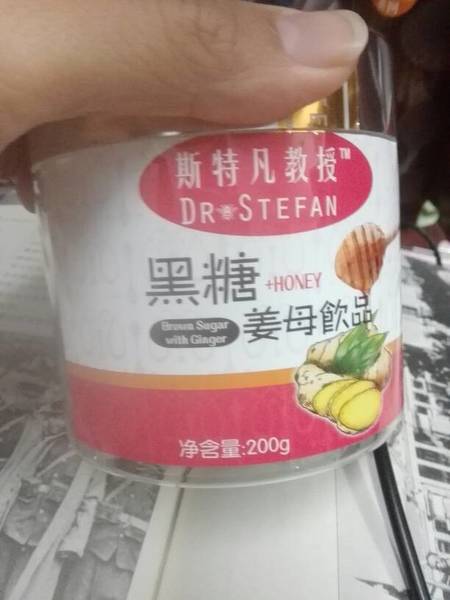 斯特凡教授™
DR STEFAN
黑糖 +HONEY
Brown Sugar
with Ginger
姜母飲品
净含量:200g